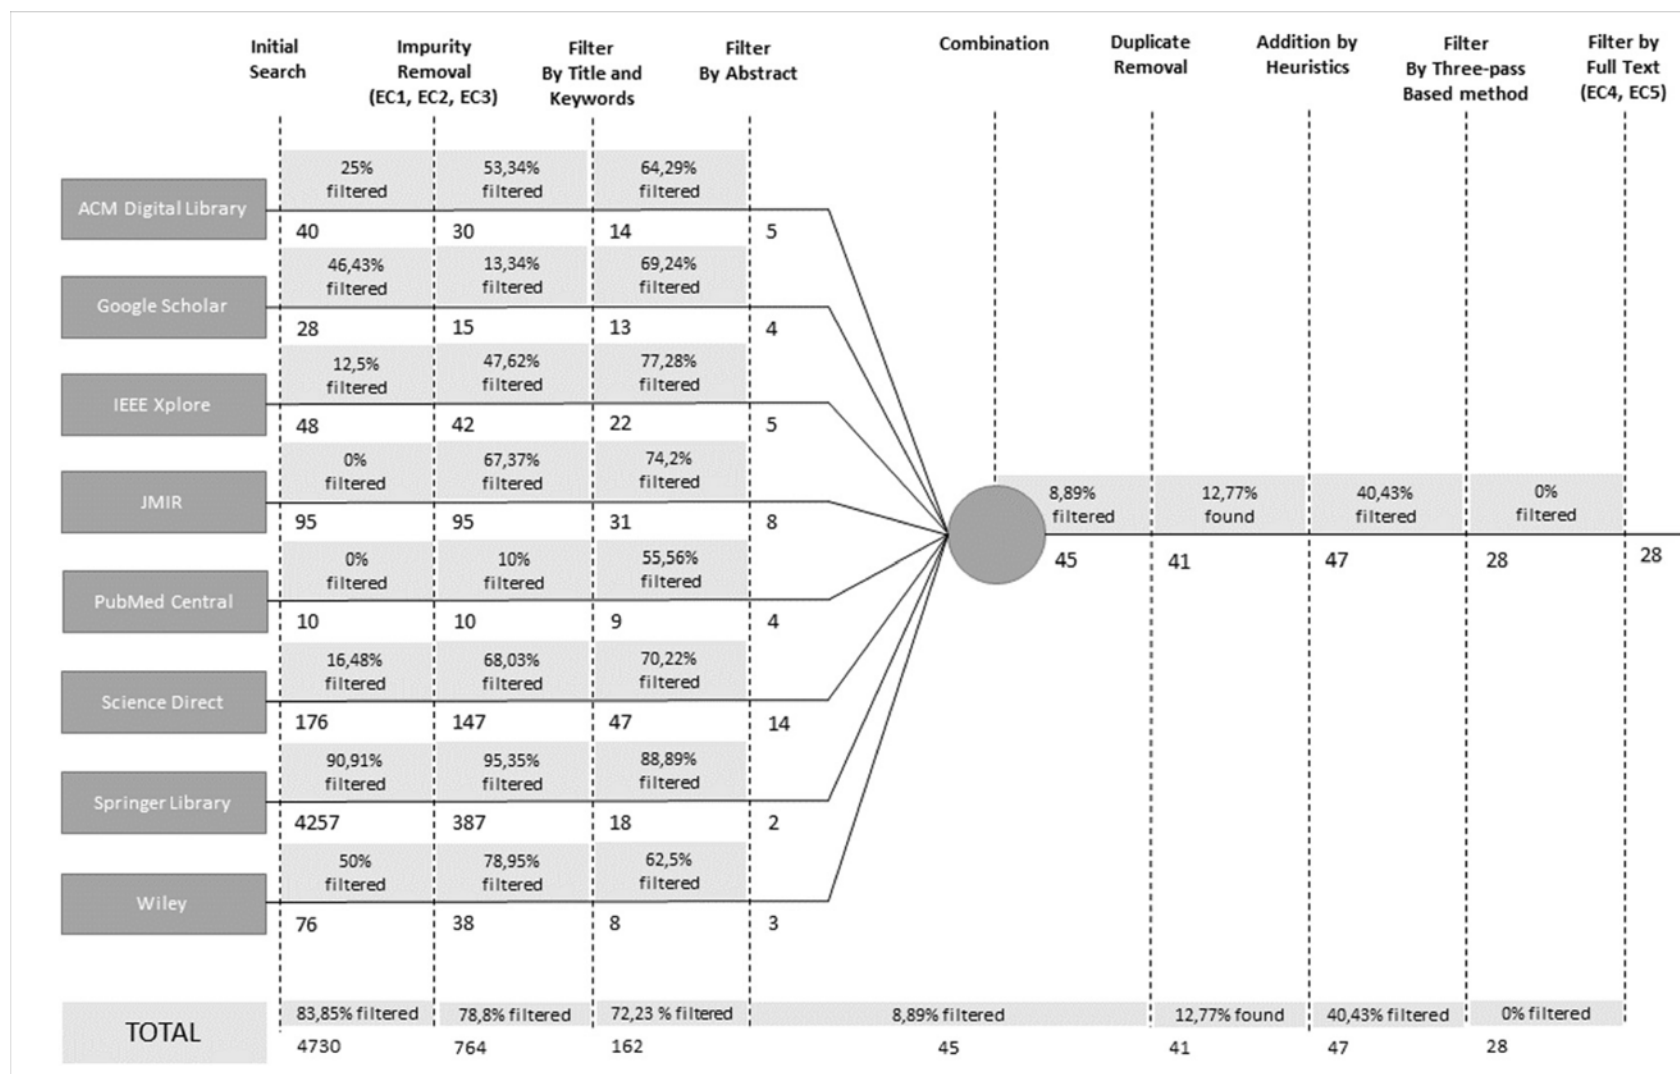 Initial
Search
Impurity
Removal
(EC1, EC2, EC3)
Filter
By Title and
Keywords
Filter
By Abstract
Combination
Duplicate
Removal
Addition by
Heuristics
Filter
By Three-pass
Based method
Filter by
Full Text
(EC4, EC5)
ACM Digital Library
25%
filtered
53,34%
filtered
64,29%
filtered
40
30
14
5
Google Scholar
46,43%
filtered
13,34%
filtered
69,24%
filtered
28
15
13
4
IEEE Xplore
12,5%
filtered
47,62%
filtered
77,28%
filtered
48
42
22
5
JMIR
0%
filtered
67,37%
filtered
74,2%
filtered
95
95
31
8
PubMed Central
0%
filtered
10%
filtered
55,56%
filtered
10
10
9
4
Science Direct
16,48%
filtered
68,03%
filtered
70,22%
filtered
176
147
47
14
Springer Library
90,91%
filtered
95,35%
filtered
88,89%
filtered
4257
387
18
2
Wiley
50%
filtered
78,95%
filtered
62,5%
filtered
76
38
8
3
8,89%
filtered
12,77%
found
40,43%
filtered
0%
filtered
45
41
47
28
28
TOTAL
83,85% filtered
78,8% filtered
72,23 % filtered
8,89% filtered
12,77% found
40,43% filtered
0% filtered
4730
764
162
45
41
47
28